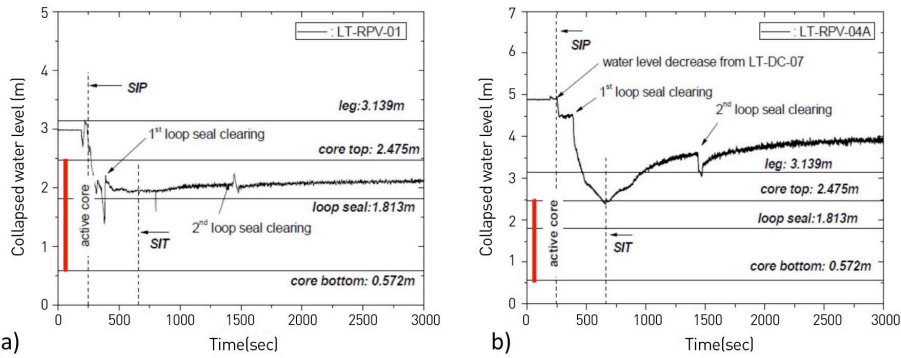 5
4
3
2
1
0
Collapsed water level (m)
: LT-RPV-01
SIP
leg: 3.139m
1st loop seal clearing
core top: 2.475m
active core
loop seal:1.813m
2nd loop seal clearing
SIT
core bottom: 0.572m
0 500 1000 1500 2000 2500 3000
Time(sec)
a)
7
6
5
4
3
2
1
0
Collapsed water level (m)
: LT-RPV-04A
SIP
water level decrease from LT-DC-07
1st loop seal clearing
2nd loop seal clearing
leg: 3.139m
core top: 2.475m
active core
loop seal:1.813m
SIT
core bottom: 0.572m
0 500 1000 1500 2000 2500 3000
Time(sec)
b)